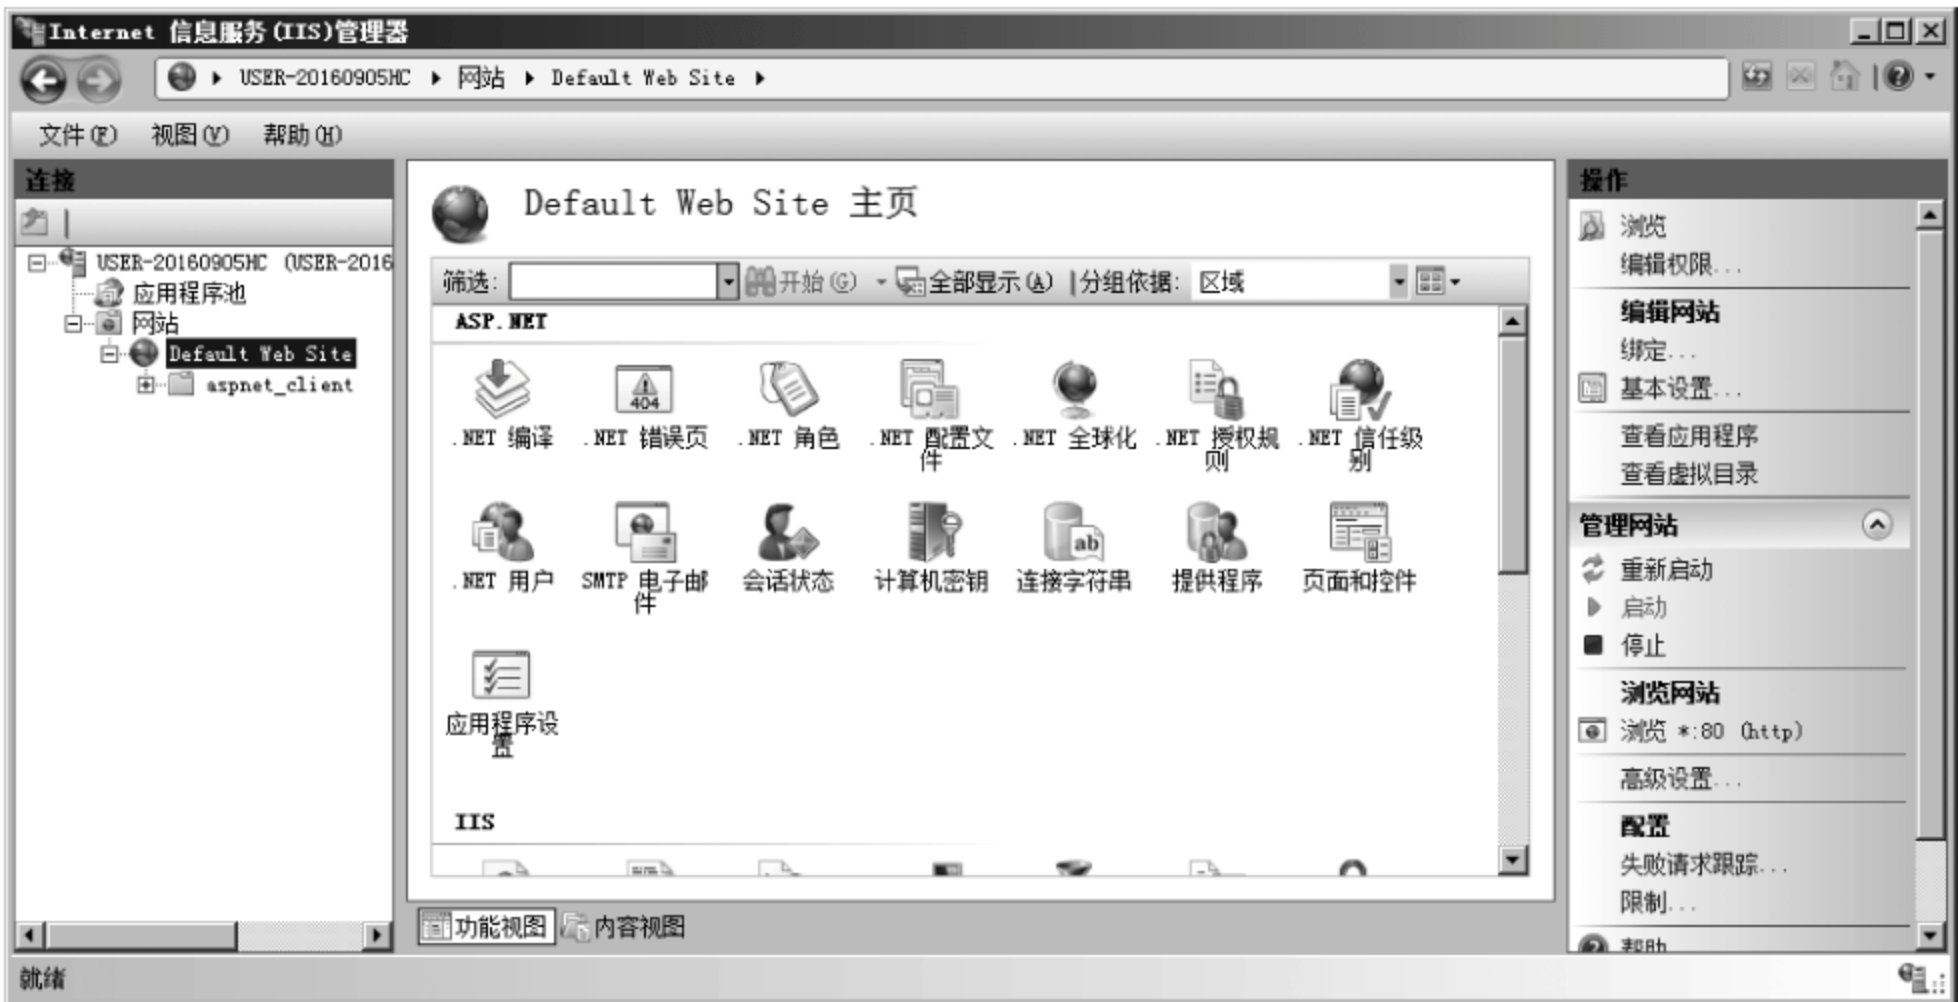 Internet 信息服务(IIS)管理器
USER-20160905HC 网站 Default Web Site
文件(F) 视图(V) 帮助(H)
连接
USER-20160905HC (USER-2016
应用程序池
网站
Default Web Site
aspnet_client
Default Web Site 主页
筛选: 开始(G) 全部显示(A) |分组依据: 区域
ASP.NET
404
.NET 编译 .NET 错误页 .NET 角色 .NET 配置文件 .NET 全球化 .NET 授权规则 .NET 信任级别
ab
.NET 用户 SMTP 电子邮件 会话状态 计算机密钥 连接字符串 提供程序 页面和控件
应用程序设置
IIS
功能视图 内容视图
操作
浏览
编辑权限...
编辑网站
绑定...
基本设置...
查看应用程序
查看虚拟目录
管理网站
重新启动
启动
停止
浏览网站
浏览 *:80 (http)
高级设置...
配置
失败请求跟踪...
限制...
帮助
就绪